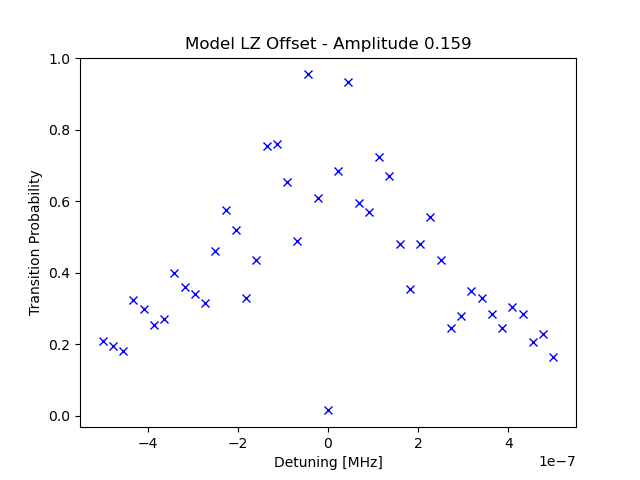 Model LZ Offset - Amplitude 0.159
Transition Probability
1.0
0.8
0.6
0.4
0.2
0.0
−4 −2 0 2 4
1e−7
Detuning [MHz]